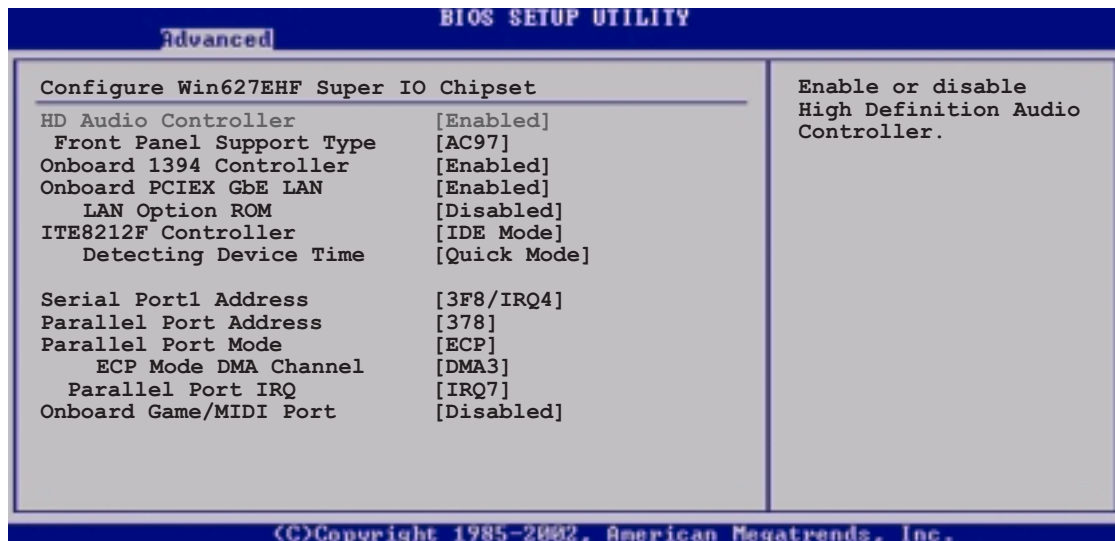 BIOS SETUP UTILITY
Advanced
Configure Win627EHF Super IO Chipset
HD Audio Controller [Enabled]
Front Panel Support Type [AC97]
Onboard 1394 Controller [Enabled]
Onboard PCIEX GbE LAN [Enabled]
LAN Option ROM [Disabled]
ITE8212F Controller [IDE Mode]
Detecting Device Time [Quick Mode]
Serial Port1 Address [3F8/IRQ4]
Parallel Port Address [378]
Parallel Port Mode [ECP]
ECP Mode DMA Channel [DMA3]
Parallel Port IRQ [IRQ7]
Onboard Game/MIDI Port [Disabled]
Enable or disable
High Definition Audio
Controller.
(C)Copyright 1985-2002, American Megatrends, Inc.